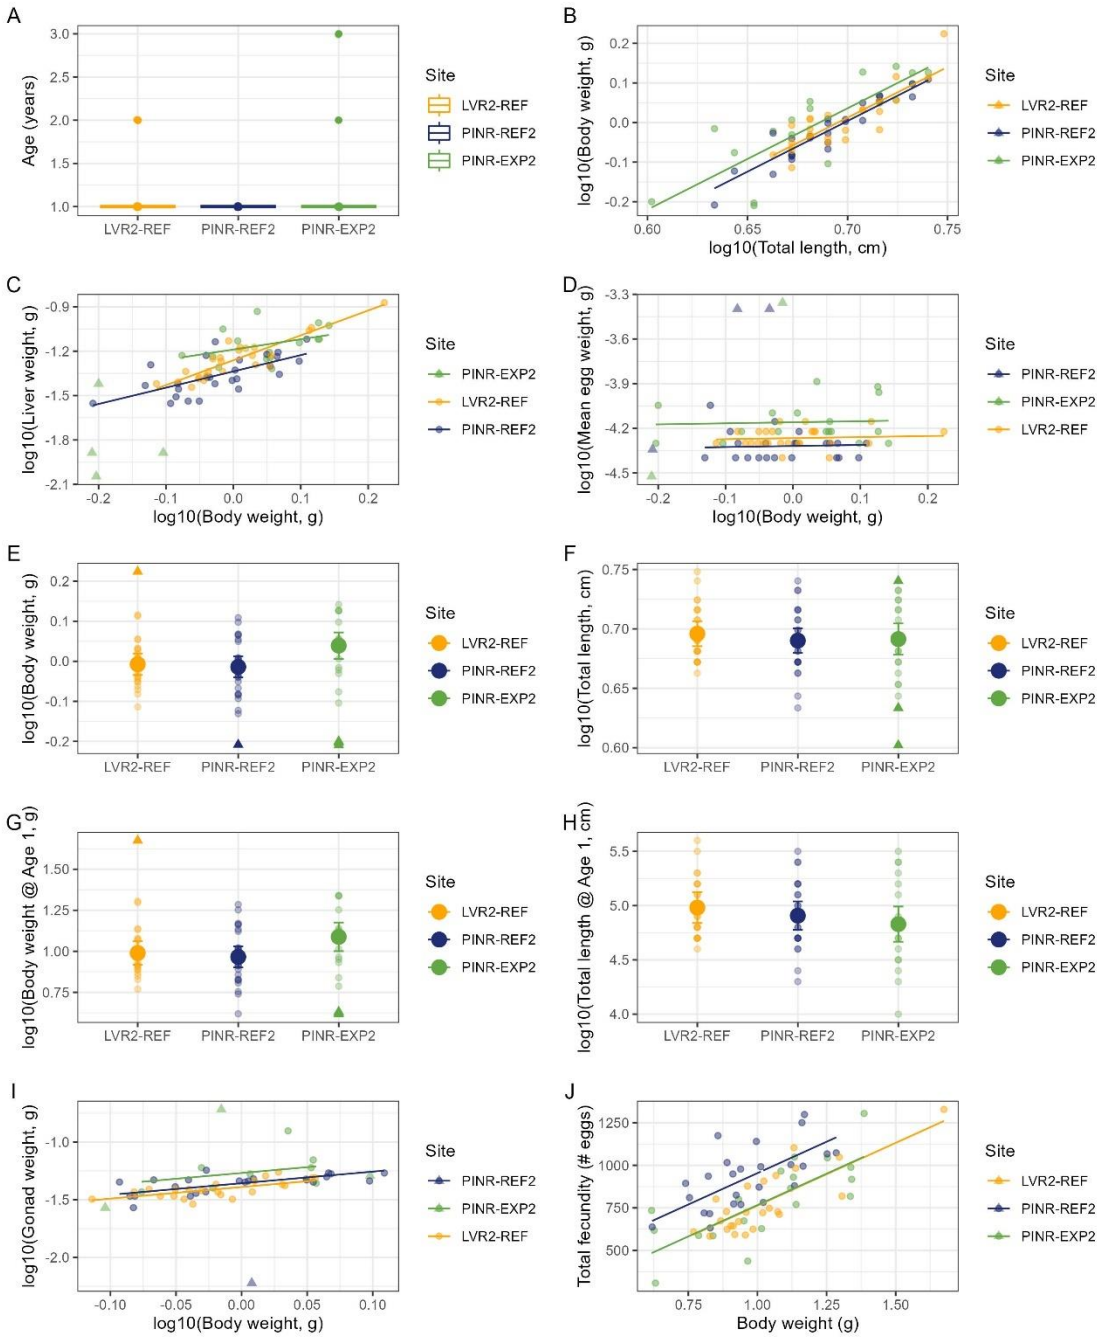 A
Age (years)
3.0
2.5
2.0
1.5
1.0
LVR2-REF
PINR-REF2
PINR-EXP2
Site
LVR2-REF
PINR-REF2
PINR-EXP2
B
log10(Body weight, g)
0.2
0.1
0.0
-0.1
-0.2
0.60
0.65
0.70
0.75
log10(Total length, cm)
Site
LVR2-REF
PINR-REF2
PINR-EXP2
C
log10(Liver weight, g)
-0.9
-1.2
-1.5
-1.8
-2.1
-0.2
-0.1
0.0
0.1
0.2
log10(Body weight, g)
Site
PINR-EXP2
LVR2-REF
PINR-REF2
D
log10(Mean egg weight, g)
-3.3
-3.6
-3.9
-4.2
-4.5
-0.2
-0.1
0.0
0.1
0.2
log10(Body weight, g)
Site
PINR-REF2
PINR-EXP2
LVR2-REF
E
log10(Body weight, g)
0.2
0.1
0.0
-0.1
-0.2
LVR2-REF
PINR-REF2
PINR-EXP2
Site
LVR2-REF
PINR-REF2
PINR-EXP2
F
log10(Total length, cm)
0.75
0.70
0.65
0.60
LVR2-REF
PINR-REF2
PINR-EXP2
Site
LVR2-REF
PINR-REF2
PINR-EXP2
G
log10(Body weight @ Age 1, g)
1.50
1.25
1.00
0.75
LVR2-REF
PINR-REF2
PINR-EXP2
Site
LVR2-REF
PINR-REF2
PINR-EXP2
H
log10(Total length @ Age 1, cm)
5.5
5.0
4.5
4.0
LVR2-REF
PINR-REF2
PINR-EXP2
Site
LVR2-REF
PINR-REF2
PINR-EXP2
I
log10(Gonad weight, g)
-1.0
-1.5
-2.0
-0.10
-0.05
0.00
0.05
0.10
log10(Body weight, g)
Site
PINR-REF2
PINR-EXP2
LVR2-REF
J
Total fecundity (# eggs)
1250
1000
750
500
0.75
1.00
1.25
1.50
Body weight (g)
Site
LVR2-REF
PINR-REF2
PINR-EXP2